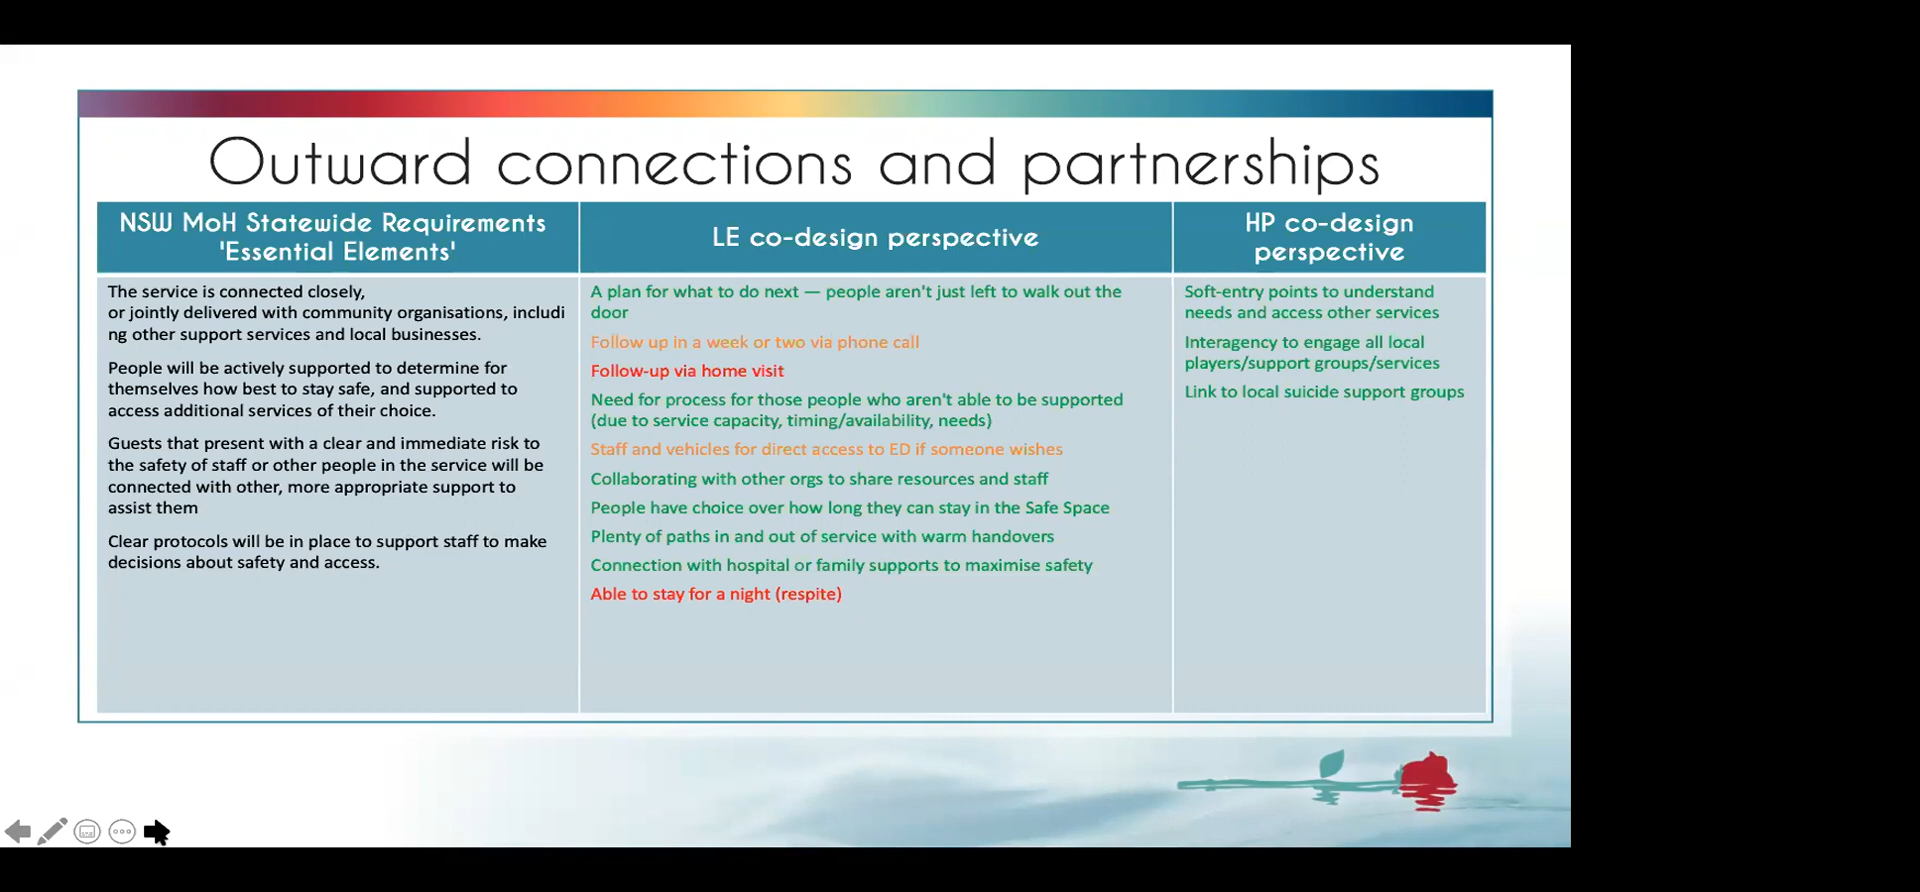 Outward connections and partnerships
NSW MoH Statewide Requirements
'Essential Elements'
LE co-design perspective
HP co-design
perspective
The service is connected closely,
or jointly delivered with community organisations, includi
ng other support services and local businesses.
People will be actively supported to determine for
themselves how best to stay safe, and supported to
access additional services of their choice.
Guests that present with a clear and immediate risk to
the safety of staff or other people in the service will be
connected with other, more appropriate support to
assist them
Clear protocols will be in place to support staff to make
decisions about safety and access.
A plan for what to do next — people aren't just left to walk out the
door
Follow up in a week or two via phone call
Follow-up via home visit
Need for process for those people who aren't able to be supported
(due to service capacity, timing/availability, needs)
Staff and vehicles for direct access to ED if someone wishes
Collaborating with other orgs to share resources and staff
People have choice over how long they can stay in the Safe Space
Plenty of paths in and out of service with warm handovers
Connection with hospital or family supports to maximise safety
Able to stay for a night (respite)
Soft-entry points to understand
needs and access other services
Interagency to engage all local
players/support groups/services
Link to local suicide support groups